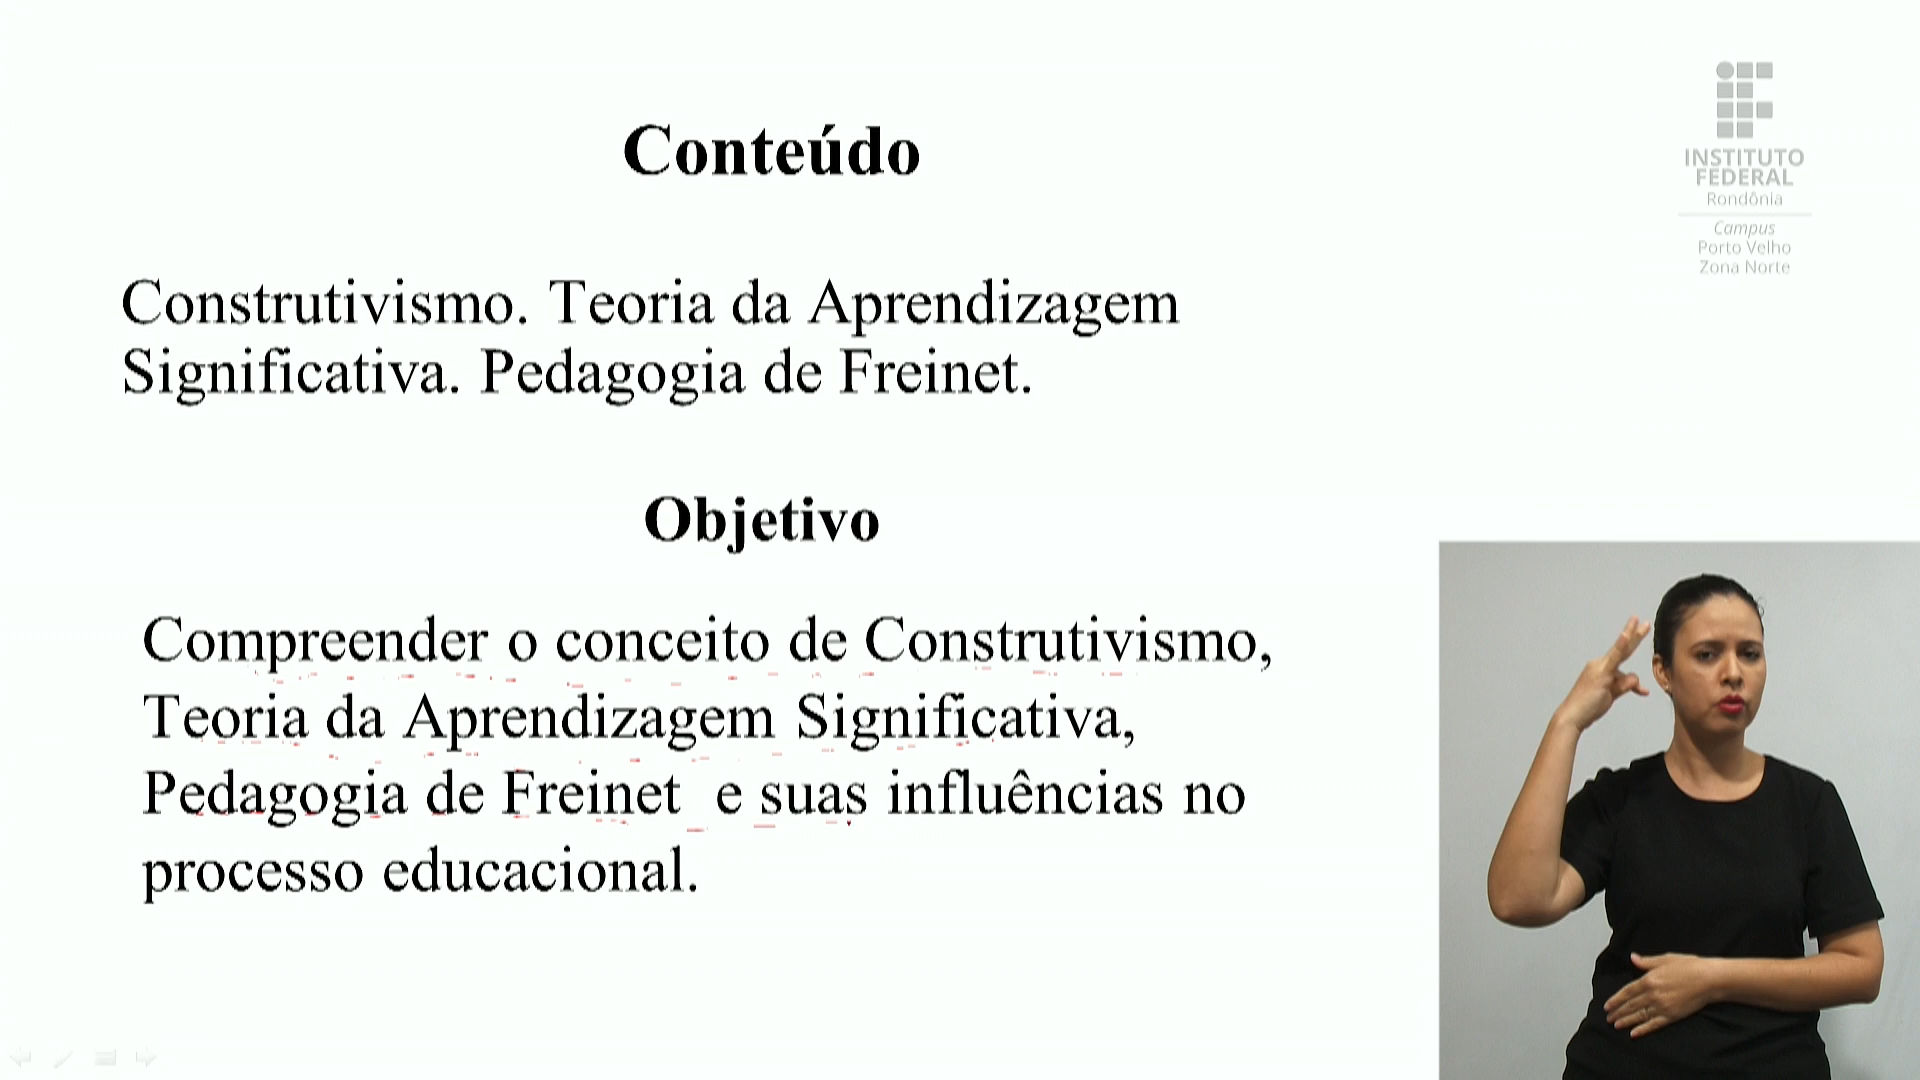 Conteúdo
INSTITUTO
FEDERAL
Rondônia
Campus
Porto Velho
Zona Norte
Construtivismo. Teoria da Aprendizagem
Significativa. Pedagogia de Freinet.
Objetivo
Compreender o conceito de Construtivismo,
Teoria da Aprendizagem Significativa,
Pedagogia de Freinet e suas influências no
processo educacional.